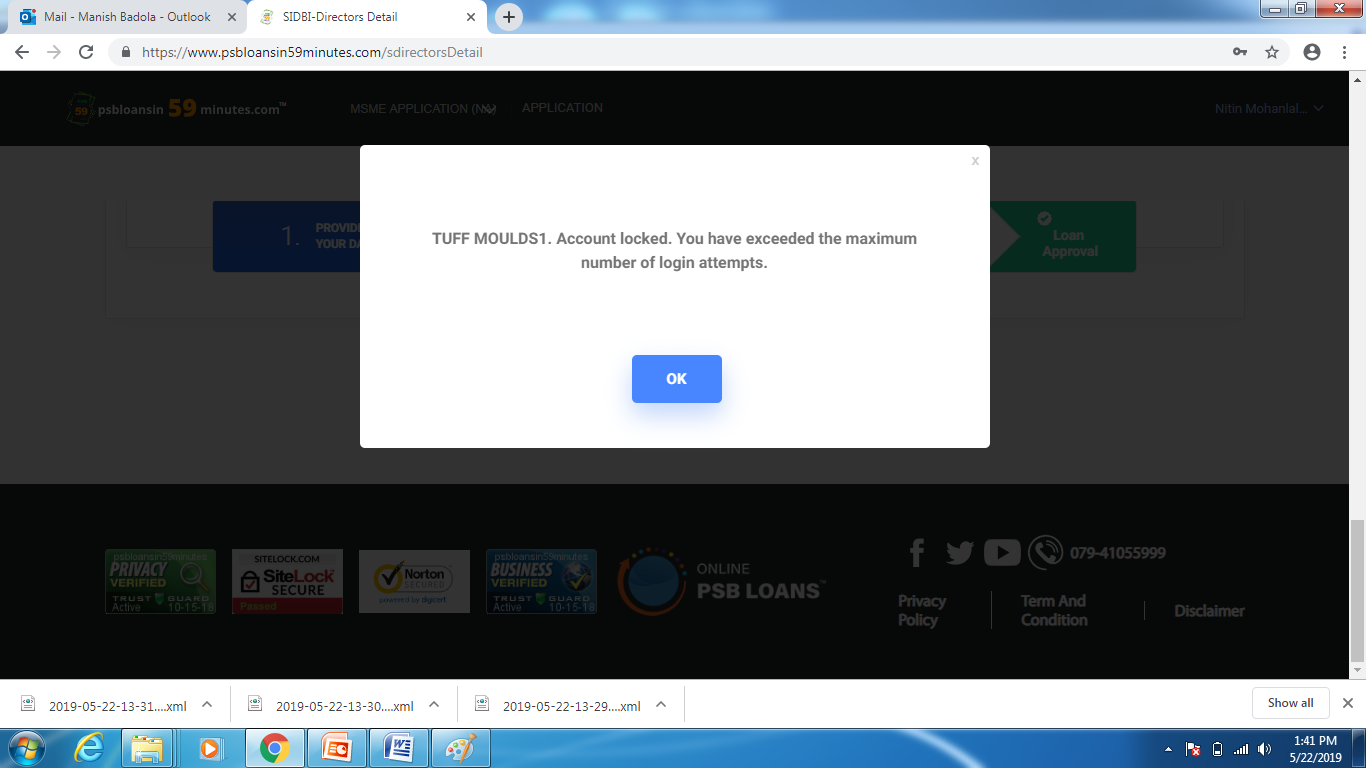 Mail - Manish Badola - Outlook
SIDBI-Directors Detail
https://www.psbloansin59minutes.com/sdirectorsDetail
psbloansin 59 minutes.com™
MSME APPLICATION
APPLICATION
Nitin Mohanlal...
x
1.
PROVID
YOUR DA
TUFF MOULDS1. Account locked. You have exceeded the maximum
number of login attempts.
OK
Loan
Approval
psbloansin59minutes
PRIVACY
VERIFIED
TRUST GUARD
Active 10-15-18
SITELOCK.COM
SiteLock
SECURE
Passed
Norton
SECURED
powered by digicert
psbloansin59minutes
BUSINESS
VERIFIED
TRUST GUARD
Active 10-15-18
ONLINE
PSB LOANS™
079-41055999
Privacy
Policy
Term And
Condition
Disclaimer
2019-05-22-13-31....xml
2019-05-22-13-30....xml
2019-05-22-13-29....xml
Show all
1:41 PM
5/22/2019